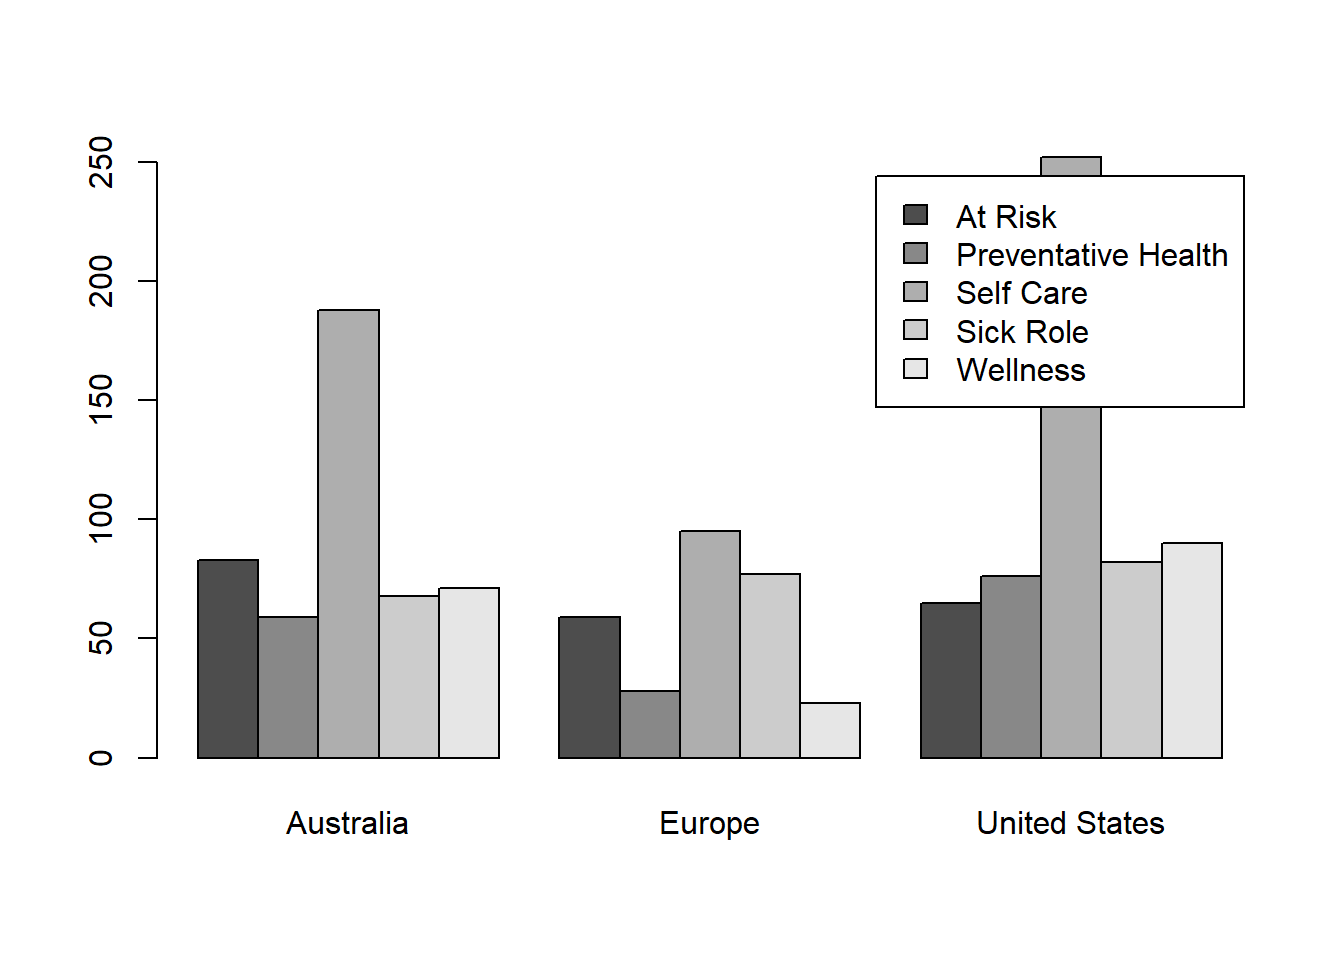 250
200
150
100
50
0
At Risk
Preventative Health
Self Care
Sick Role
Wellness
Australia
Europe
United States